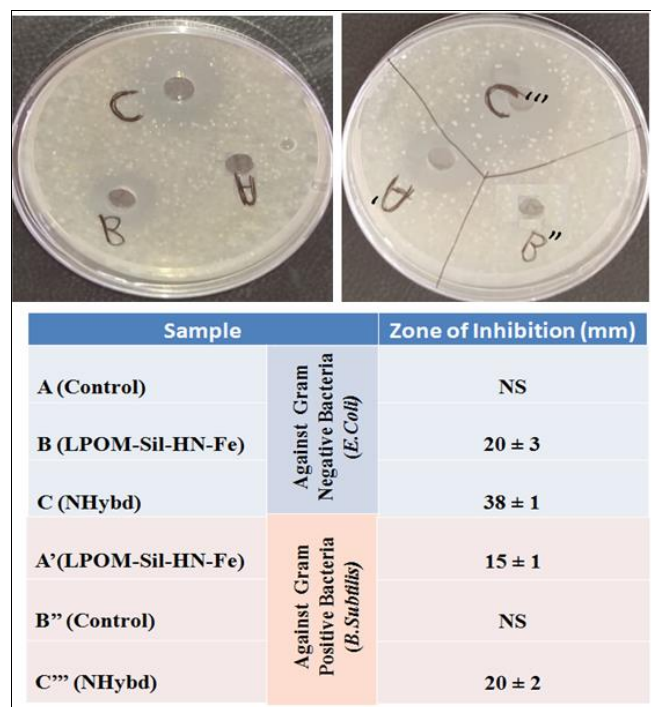 C
A
B
C'''
'A
B''
Sample Zone of Inhibition (mm)
A (Control) NS
B (LPOM-Sil-HN-Fe) 20 ± 3
C (NHybd) 38 ± 1
Against Gram
Negative Bacteria
(E.Coli)
A'(LPOM-Sil-HN-Fe) 15 ± 1
B” (Control) NS
C”’ (NHybd) 20 ± 2
Against Gram
Positive Bacteria
(B.Subtilis)